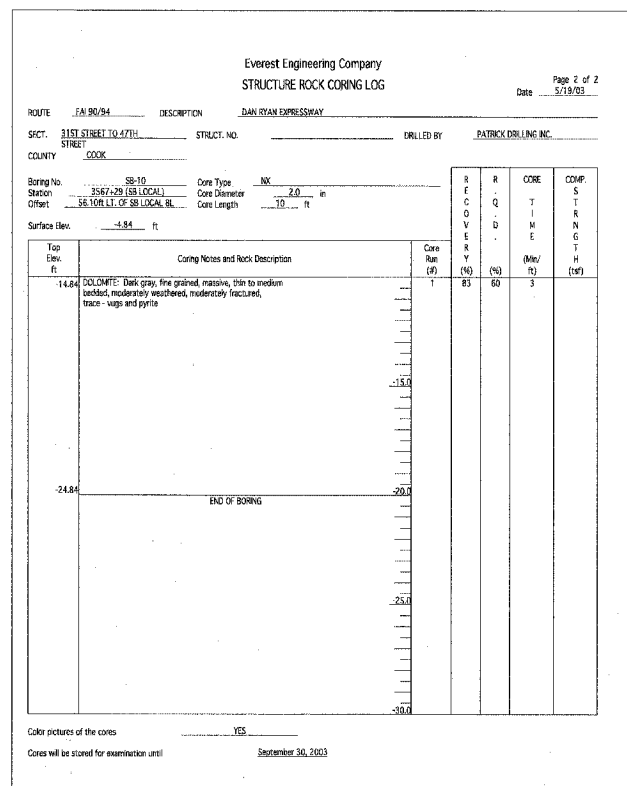 Everest Engineering Company
STRUCTURE ROCK CORING LOG
Page 2 of 2
Date 5/19/03
ROUTE FAI 90/94 DESCRIPTION DAN RYAN EXPRESSWAY
SECT. 31ST STREET TO 47TH STREET STRUCT. NO. DRILLED BY PATRICK DRILLING INC.
COUNTY COOK
Boring No. SB-10 Core Type NX
Station 3567+29 (SB LOCAL) Core Diameter 2.0 in
Offset 56.10ft LT. OF SB LOCAL BL Core Length 10 ft
Surface Elev. -4.84 ft
Top Elev. ft
Coring Notes and Rock Description
Core Run (#)
RECOVERY (%)
R.Q.D. (%)
CORE TIME (Min/ft)
COMP. STRNGTH (tsf)
-14.84 DOLOMITE: Dark gray, fine grained, massive, thin to medium 1 83 60 3
bedded, moderately weathered, moderately fractured,
trace - vugs and pyrite
-15.0
-24.84 -20.0
END OF BORING
-25.0
-30.0
Color pictures of the cores YES
Cores will be stored for examination until September 30, 2003